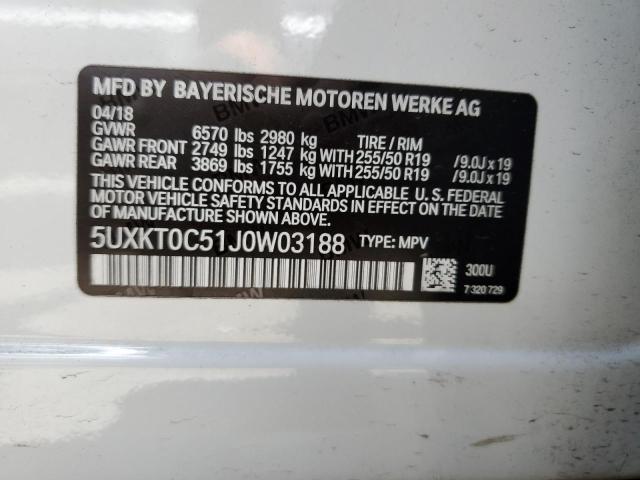 MFD BY BAYERISCHE MOTOREN WERKE AG
04/18
GVWR 6570 lbs 2980 kg TIRE / RIM
GAWR FRONT 2749 lbs 1247 kg WITH 255/50 R19 /9.0J x 19
GAWR REAR 3869 lbs 1755 kg WITH 255/50 R19 /9.0J x 19
THIS VEHICLE CONFORMS TO ALL APPLICABLE U. S. FEDERAL
MOTOR VEHICLE SAFETY STANDARDS IN EFFECT ON THE
DATE OF MANUFACTURE SHOWN ABOVE.
5UXKT0C51J0W03188 TYPE: MPV
300U
7 320 729